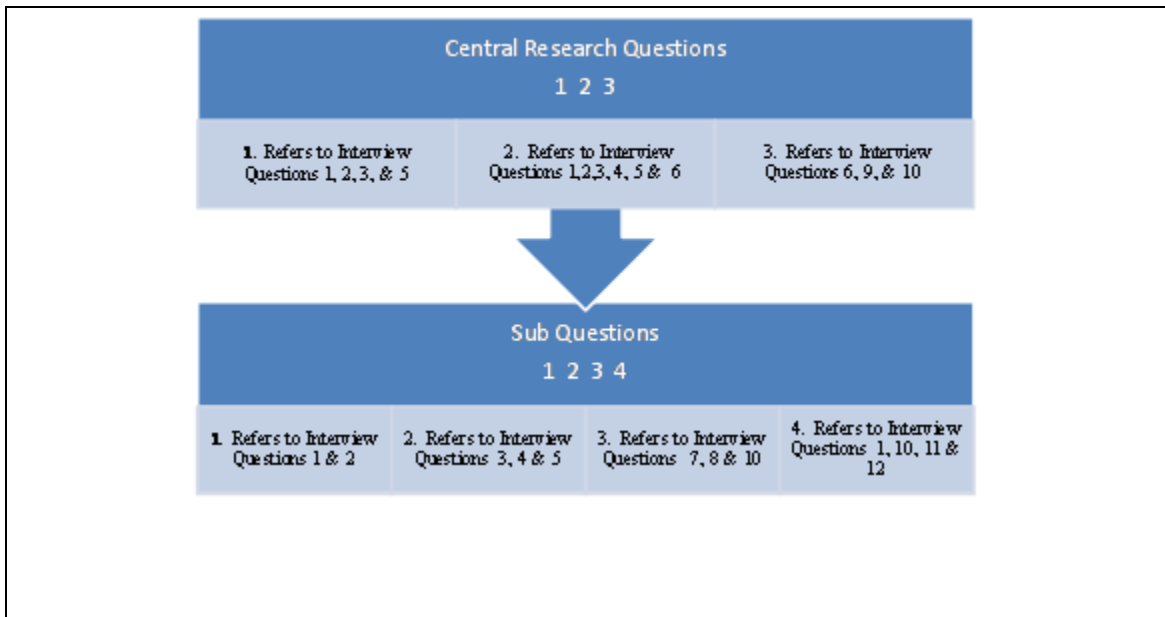 Central Research Questions
1 2 3
1. Refers to Interview
Questions 1, 2, 3, & 5
2. Refers to Interview
Questions 1,2,3, 4, 5 & 6
3. Refers to Interview
Questions 6, 9, & 10
Sub Questions
1 2 3 4
1. Refers to Interview
Questions 1 & 2
2. Refers to Interview
Questions 3, 4 & 5
3. Refers to Interview
Questions 7, 8 & 10
4. Refers to Interview
Questions 1, 10, 11 &
12